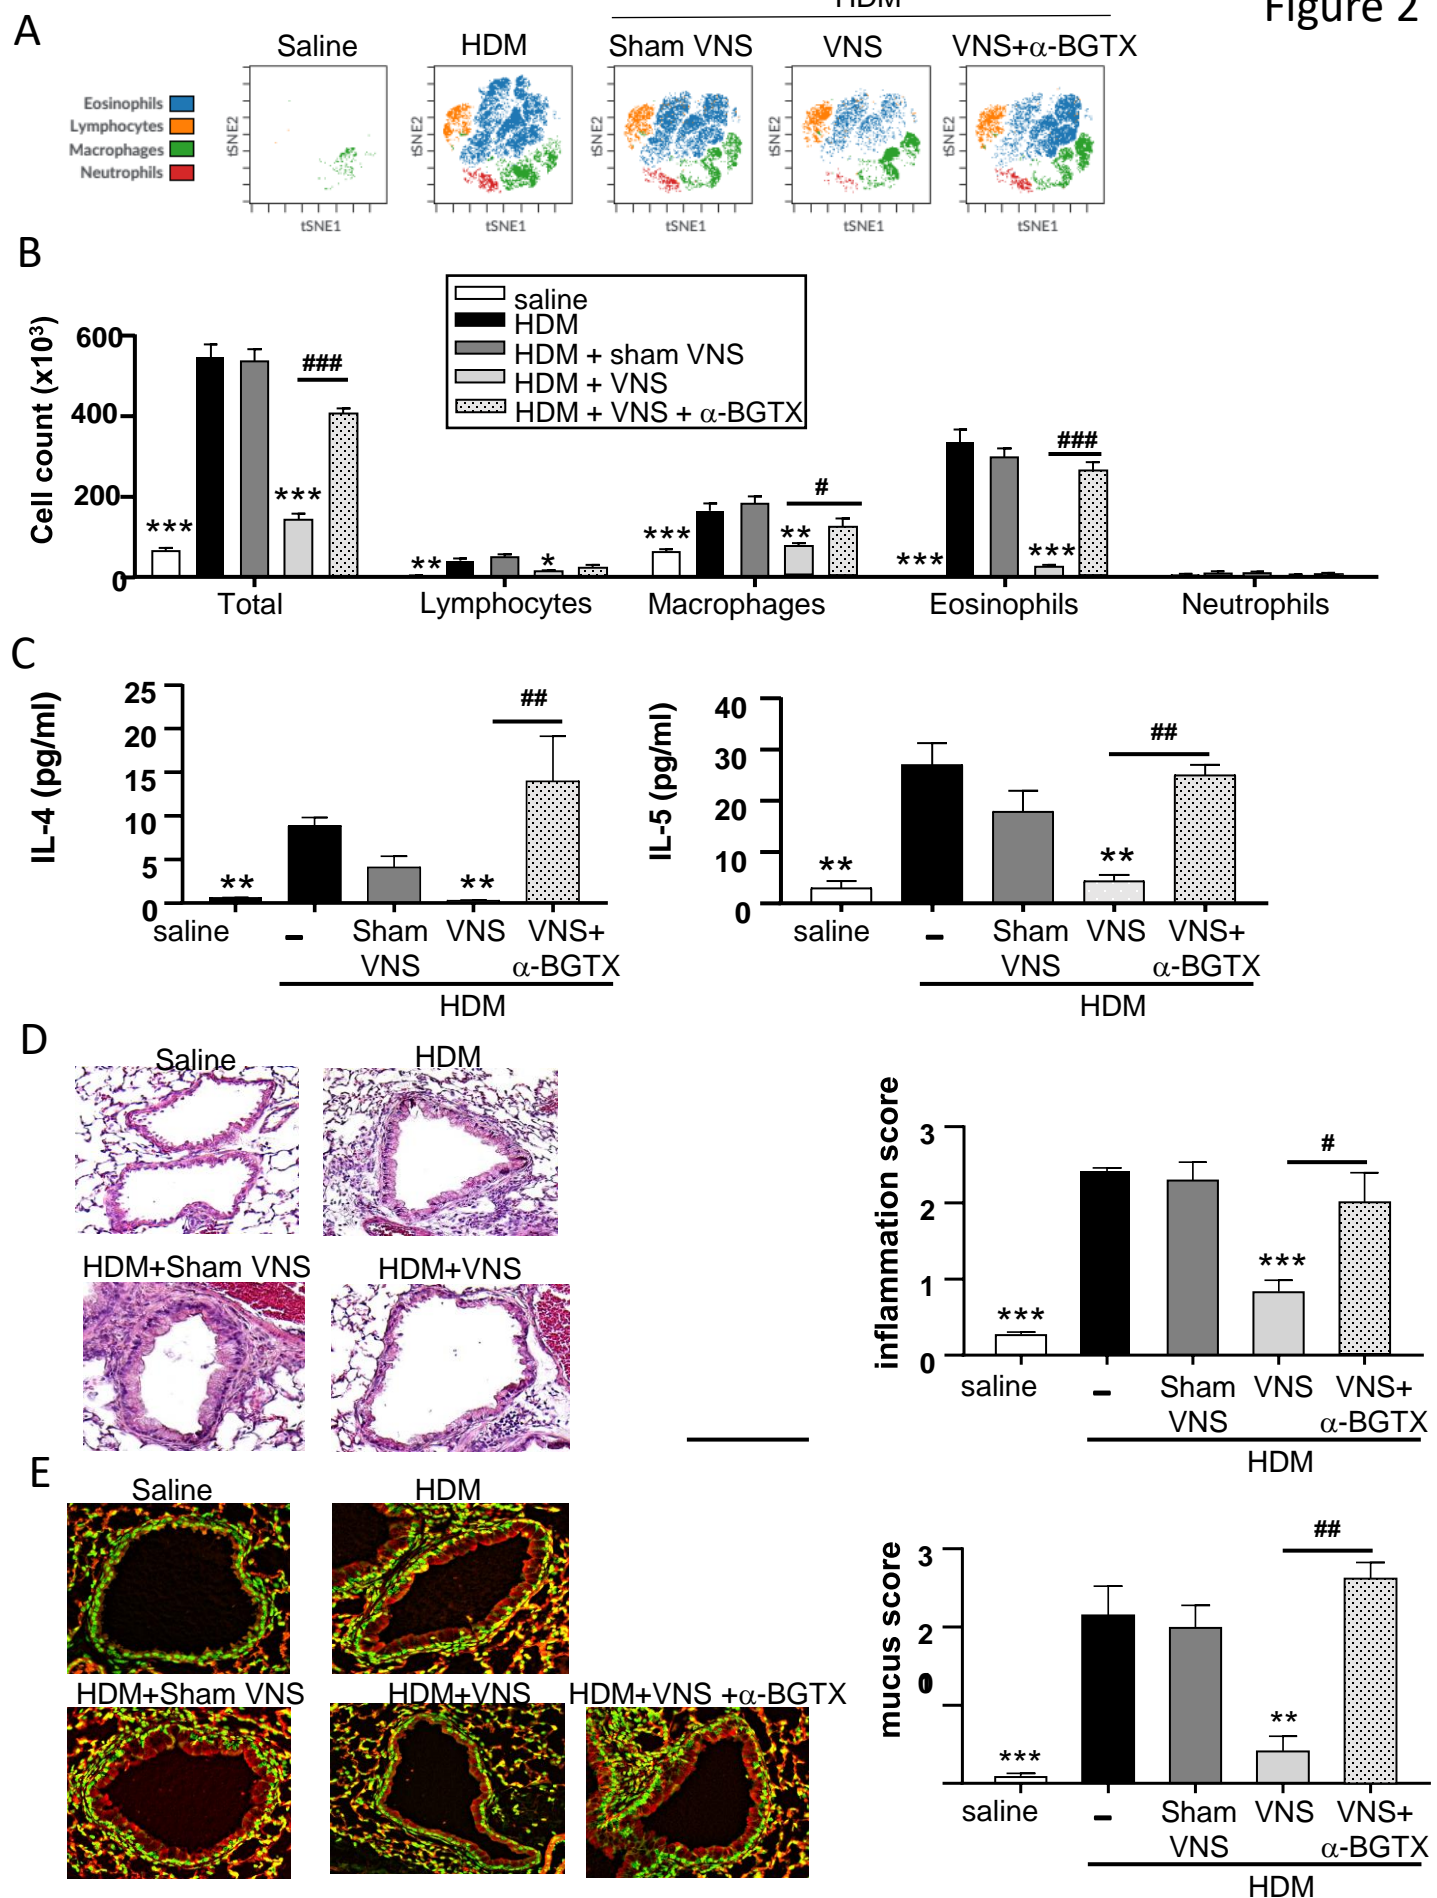 HDM
Figure 2
A
Saline
HDM
Sham VNS
VNS
VNS+α-BGTX
Eosinophils
Lymphocytes
Macrophages
Neutrophils
tSNE2
tSNE2
tSNE2
tSNE2
tSNE2
tSNE1
tSNE1
tSNE1
tSNE1
tSNE1
B
saline
HDM
HDM + sham VNS
HDM + VNS
HDM + VNS + α-BGTX
Cell count (x10³)
600
400
200
0
***
***
###
**
*
***
**
#
***
***
###
Total
Lymphocytes
Macrophages
Eosinophils
Neutrophils
C
IL-4 (pg/ml)
25
20
15
10
5
0
**
**
##
saline
–
Sham
VNS
VNS
VNS+
α-BGTX
HDM
IL-5 (pg/ml)
40
30
20
10
0
**
**
##
saline
–
Sham
VNS
VNS
VNS+
α-BGTX
HDM
D
Saline
HDM
HDM+Sham VNS
HDM+VNS
inflammation score
3
2
1
0
***
***
#
saline
–
Sham
VNS
VNS
VNS+
α-BGTX
HDM
E
Saline
HDM
HDM+Sham VNS
HDM+VNS
HDM+VNS +α-BGTX
mucus score
3
2
***
**
##
saline
–
Sham
VNS
VNS
VNS+
α-BGTX
HDM